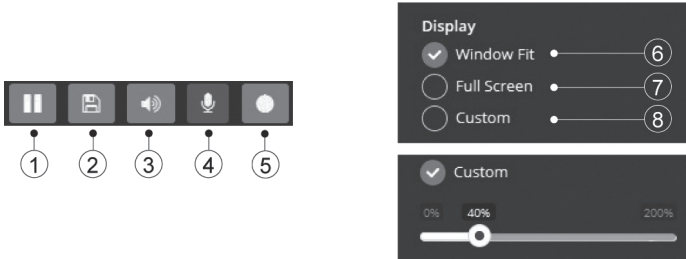 1 2 3 4 5
Display
Window Fit 6
Full Screen 7
Custom 8
Custom
0% 40% 200%